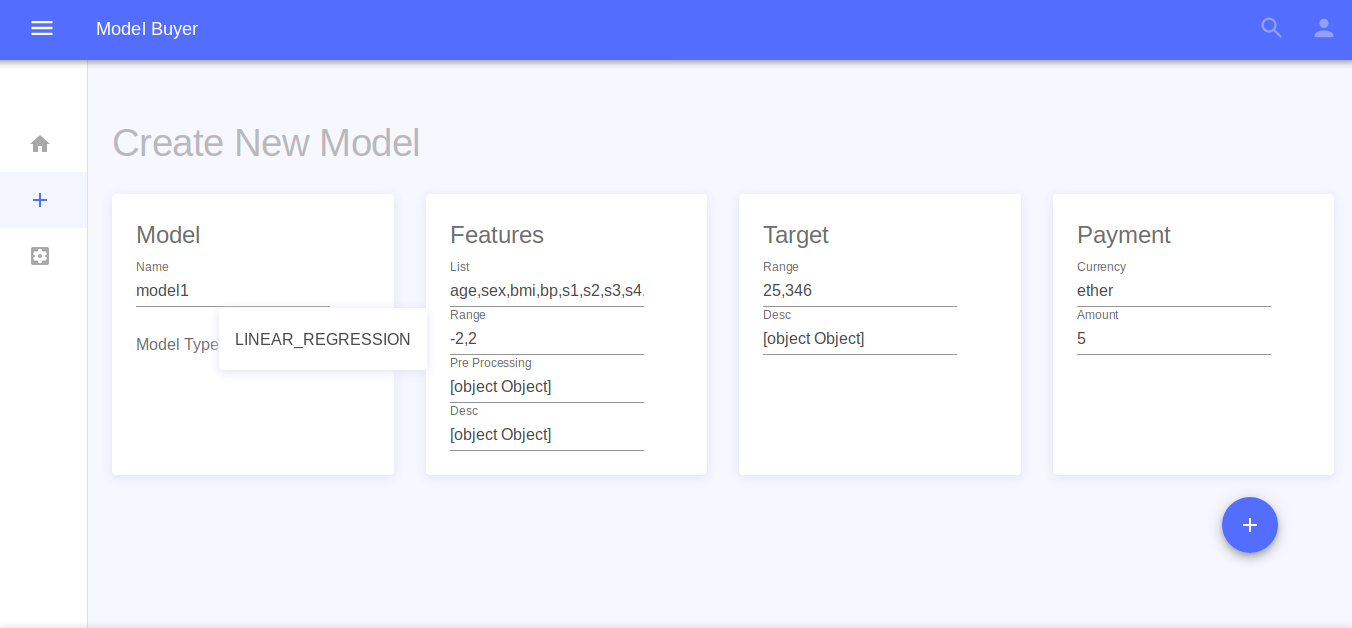 Model Buyer
Create New Model
Model
Name
model1
Model Type
LINEAR_REGRESSION
Features
List
age,sex,bmi,bp,s1,s2,s3,s4,
Range
-2,2
Pre Processing
[object Object]
Desc
[object Object]
Target
Range
25,346
Desc
[object Object]
Payment
Currency
ether
Amount
5